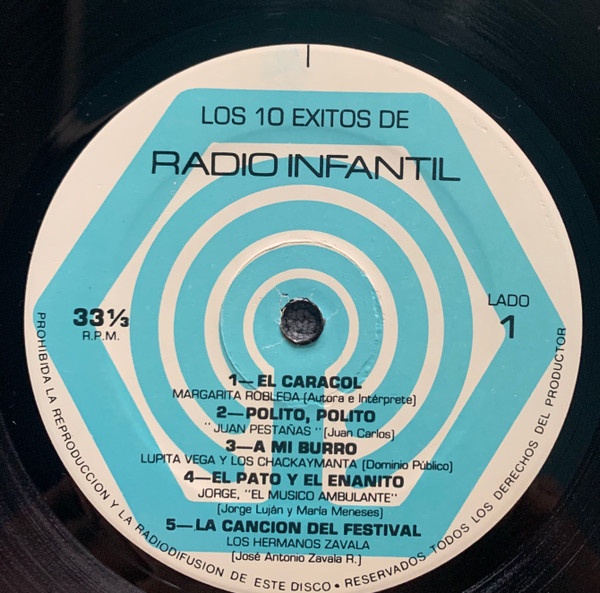 LOS 10 EXITOS DE
RADIO INFANTIL
33⅓
R.P.M.
LADO
1
1—EL CARACOL
MARGARITA ROBLEDA (Autora e Intérprete)
2—POLITO, POLITO
"JUAN PESTAÑAS" (Juan Carlos)
3—A MI BURRO
LUPITA VEGA Y LOS CHACKAYMANTA (Dominio Público)
4—EL PATO Y EL ENANITO
JORGE, "EL MUSICO AMBULANTE"
(Jorge Luján y María Meneses)
5—LA CANCION DEL FESTIVAL
LOS HERMANOS ZAVALA
(José Antonio Zavala R.)
PROHIBIDA LA REPRODUCCION Y LA RADIODIFUSION DE ESTE DISCO • RESERVADOS TODOS LOS DERECHOS DEL PRODUCTOR